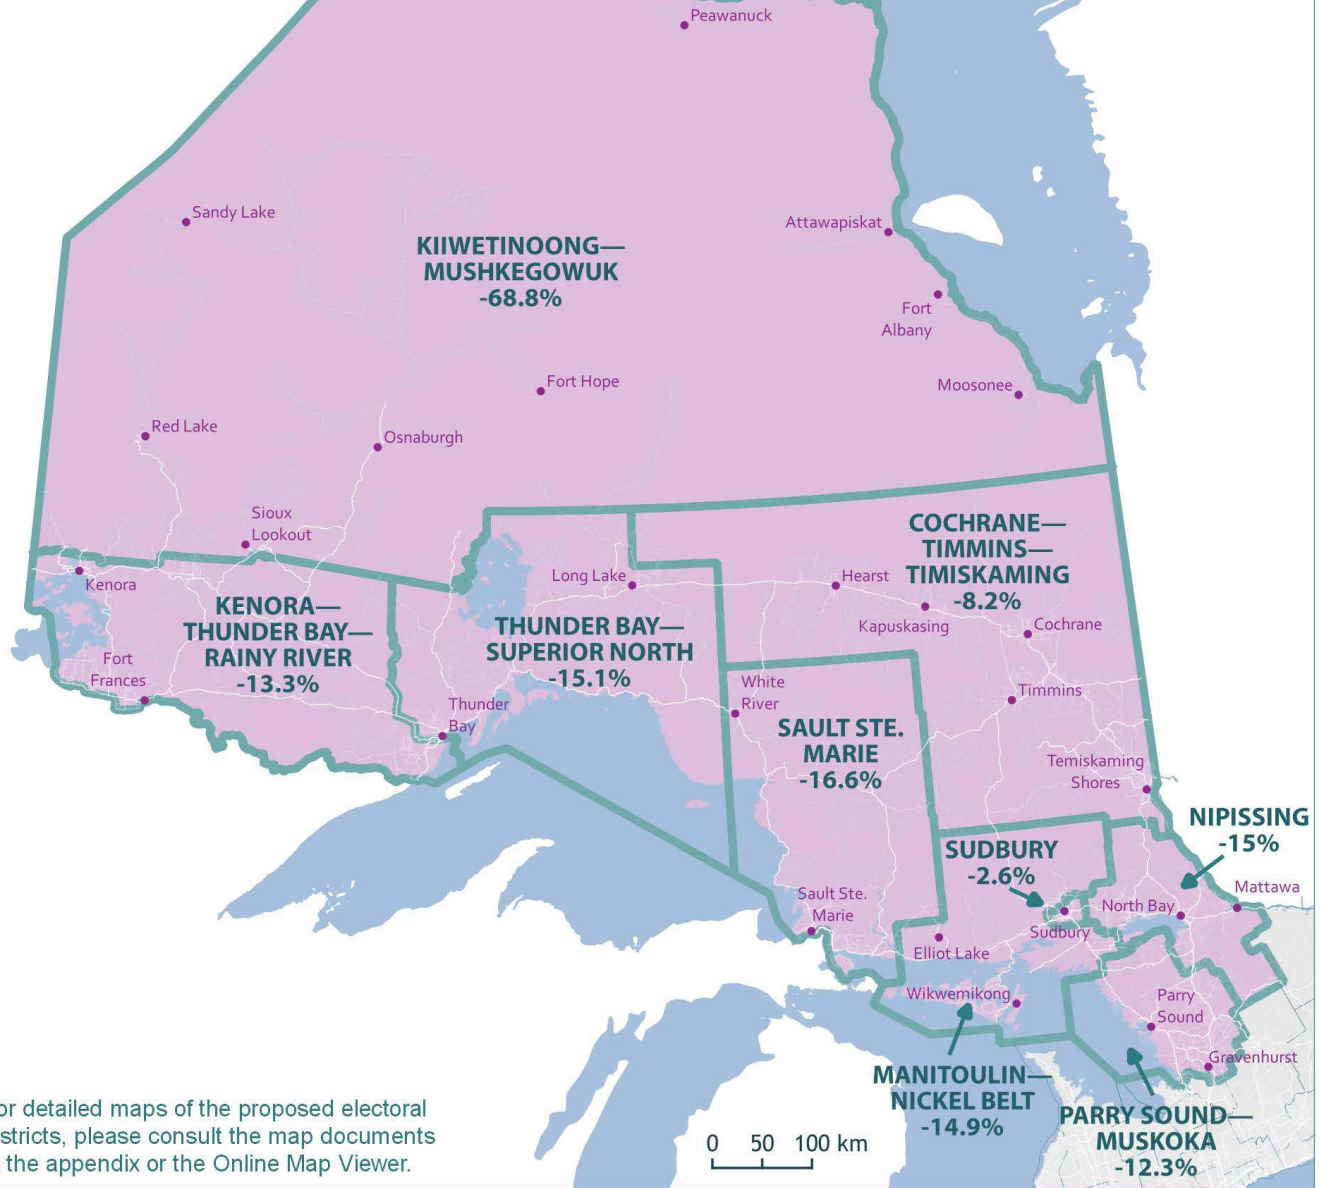 Peawanuck
Sandy Lake
Attawapiskat
KIIWETINOONG—
MUSHKEGOWUK
-68.8%
Fort
Albany
Fort Hope
Moosonee
Red Lake
Osnaburgh
Sioux
Lookout
COCHRANE—
TIMMINS—
TIMISKAMING
-8.2%
Kenora
Long Lake
Hearst
KENORA—
THUNDER BAY—
RAINY RIVER
-13.3%
THUNDER BAY—
SUPERIOR NORTH
-15.1%
Kapuskasing
Cochrane
Fort
Frances
White
River
Timmins
Thunder
Bay
SAULT STE.
MARIE
-16.6%
Temiskaming
Shores
NIPISSING
-15%
SUDBURY
-2.6%
Mattawa
Sault Ste.
Marie
North Bay
Sudbury
Elliot Lake
Wikwemikong
Parry
Sound
Gravenhurst
MANITOULIN—
NICKEL BELT
-14.9%
PARRY SOUND—
MUSKOKA
-12.3%
or detailed maps of the proposed electoral
stricts, please consult the map documents
the appendix or the Online Map Viewer.
0 50 100 km